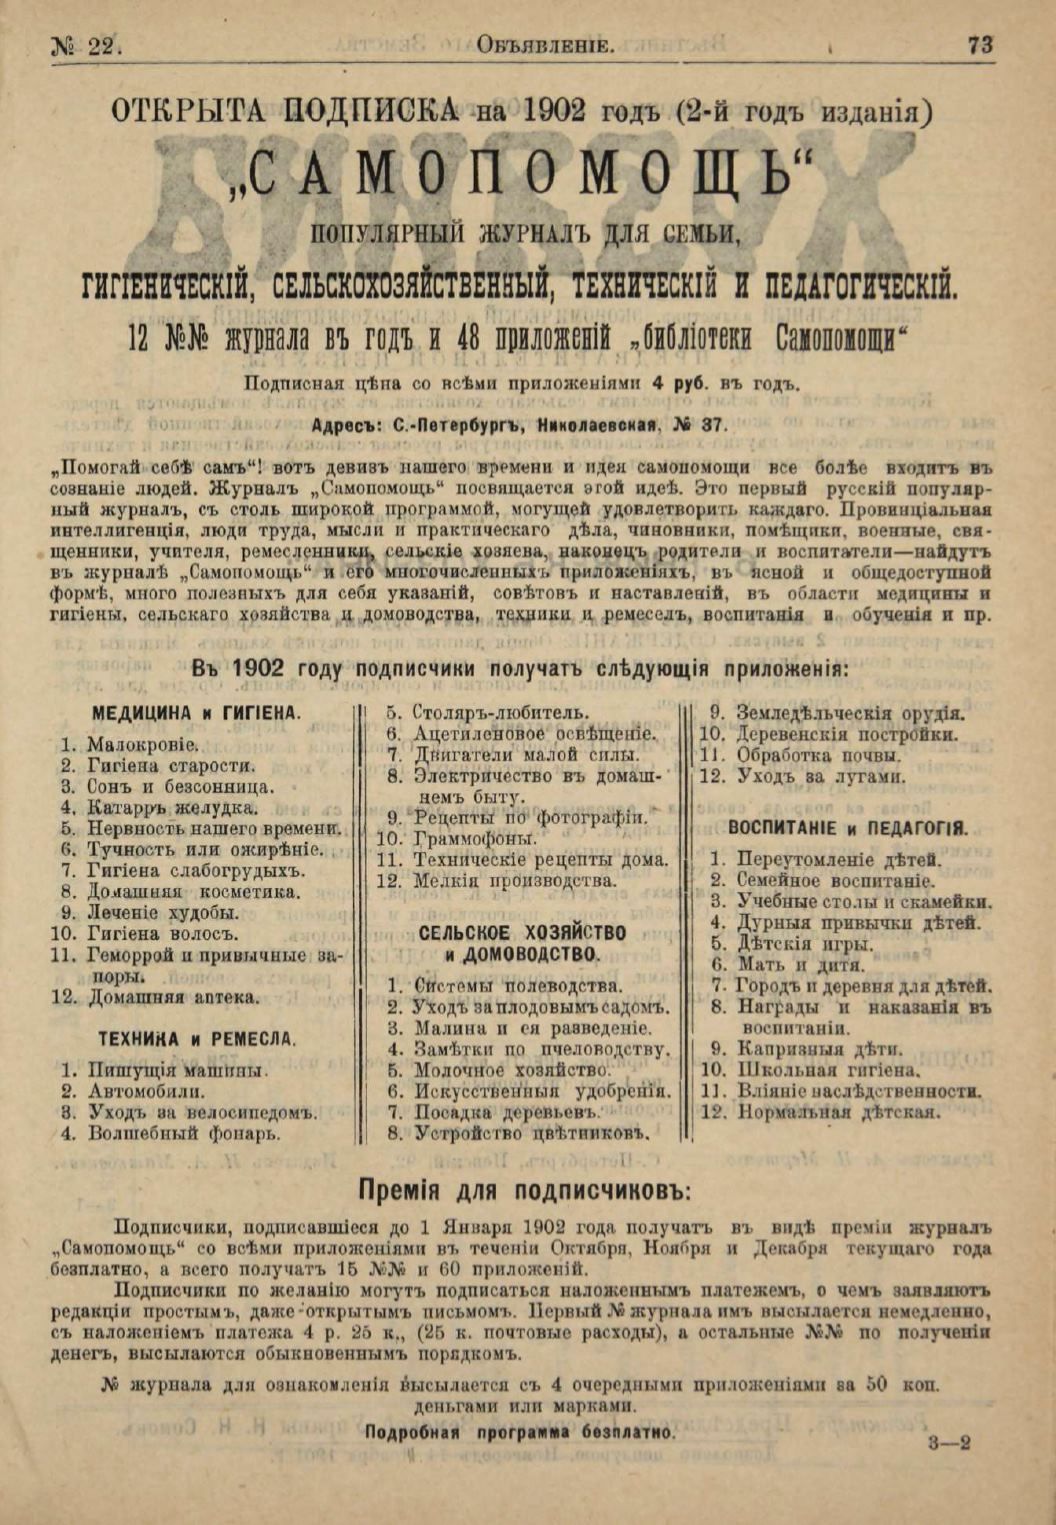 № 22.
Объявленіе.
73
ОТКРЫТА ПОДПИСКА на 1902 годъ (2-й годъ изданія)
„САМОПОМОЩЬ“
ПОПУЛЯРНЫЙ ЖУРНАЛЪ ДЛЯ СЕМЬИ,
ГИГІЕНИЧЕСКІЙ, СЕЛЬСКОХОЗЯЙСТВЕННЫЙ, ТЕХНИЧЕСКІЙ И ПЕДАГОГИЧЕСКІЙ.
12 №№ журнала въ годъ и 48 приложеній „библіотеки Самопомощи“
Подписная цѣна со всѣми приложеніями 4 руб. въ годъ.
Адресъ: С.-Петербургъ, Николаевская, № 37.
„Помогай себѣ самъ“! вотъ девизъ нашего времени и идея самопомощи все болѣе входитъ въ
сознаніе людей. Журналъ „Самопомощь“ посвящается этой идеѣ. Это первый русскій популяр-
ный журналъ, съ столь широкой программой, могущей удовлетворить каждаго. Провинціальная
интеллигенція, люди труда, мысли и практическаго дѣла, чиновники, помѣщики, военные, свя-
щенники, учителя, ремесленники, сельскіе хозяева, наконецъ родители и воспитатели—найдутъ
въ журналѣ „Самопомощь“ и его многочисленныхъ приложеніяхъ, въ ясной и общедоступной
формѣ, много полезныхъ для себя указаній, совѣтовъ и наставленій, въ области медицины и
гигіены, сельскаго хозяйства и домоводства, техники и ремеселъ, воспитанія и обученія и пр.
Въ 1902 году подписчики получатъ слѣдующія приложенія:
МЕДИЦИНА и ГИГІЕНА.
1. Малокровіе.
2. Гигіена старости.
3. Сонъ и безсонница.
4. Катарръ желудка.
5. Нервность нашего времени.
6. Тучность или ожирѣніе.
7. Гигіена слабогрудыхъ.
8. Домашняя косметика.
9. Леченіе худобы.
10. Гигіена волосъ.
11. Геморрой и привычные за-
поры.
12. Домашняя аптека.
ТЕХНИКА и РЕМЕСЛА.
1. Пишущія машины.
2. Автомобили.
3. Уходъ за велосипедомъ.
4. Волшебный фонарь.
5. Столяръ-любитель.
6. Ацетиленовое освѣщеніе.
7. Двигатели малой силы.
8. Электричество въ домаш-
немъ быту.
9. Рецепты по фотографіи.
10. Граммофоны.
11. Техническіе рецепты дома.
12. Мелкія производства.
СЕЛЬСКОЕ ХОЗЯЙСТВО
и ДОМОВОДСТВО.
1. Системы полеводства.
2. Уходъ за плодовымъ садомъ.
3. Малина и ея разведеніе.
4. Замѣтки по пчеловодству.
5. Молочное хозяйство.
6. Искусственныя удобренія.
7. Посадка деревьевъ.
8. Устройство цвѣтниковъ.
9. Земледѣльческія орудія.
10. Деревенскія постройки.
11. Обработка почвы.
12. Уходъ за лугами.
ВОСПИТАНІЕ и ПЕДАГОГІЯ.
1. Переутомленіе дѣтей.
2. Семейное воспитаніе.
3. Учебные столы и скамейки.
4. Дурныя привычки дѣтей.
5. Дѣтскія игры.
6. Мать и дитя.
7. Городъ и деревня для дѣтей.
8. Награды и наказанія въ
воспитаніи.
9. Капризныя дѣти.
10. Школьная гигіена.
11. Вліяніе наслѣдственности.
12. Нормальная дѣтская.
Премія для подписчиковъ:
Подписчики, подписавшіеся до 1 Января 1902 года получатъ въ видѣ преміи журналъ
„Самопомощь“ со всѣми приложеніями въ теченіи Октября, Ноября и Декабря текущаго года
безплатно, а всего получатъ 15 №№ и 60 приложеній.
Подписчики по желанію могутъ подписаться наложеннымъ платежемъ, о чемъ заявляютъ
редакціи простымъ, даже открытымъ письмомъ. Первый № журнала имъ высылается немедленно,
съ наложеніемъ платежа 4 р. 25 к., (25 к. почтовые расходы), а остальные №№ по полученіи
денегъ, высылаются обыкновеннымъ порядкомъ.
№ журнала для ознакомленія высылается съ 4 очередными приложеніями за 50 коп.
деньгами или марками.
Подробная программа безплатно.
3—2